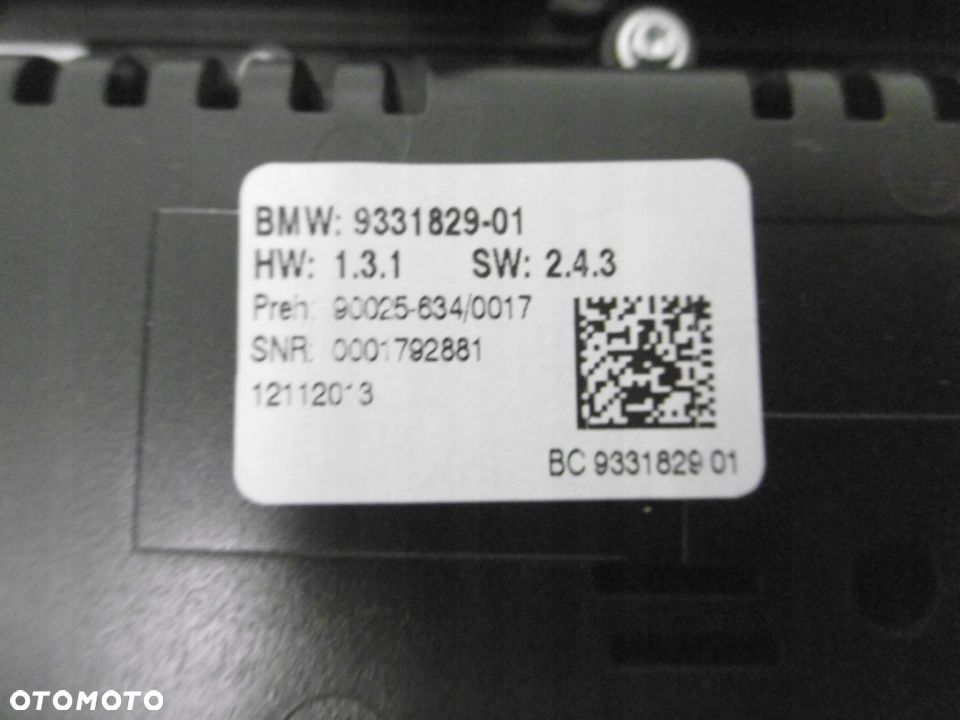 BMW: 9331829-01
HW: 1.3.1 SW: 2.4.3
Preh: 90025-634/0017
SNR: 0001792881
12112013
BC 9331829 01
OTOMOTO